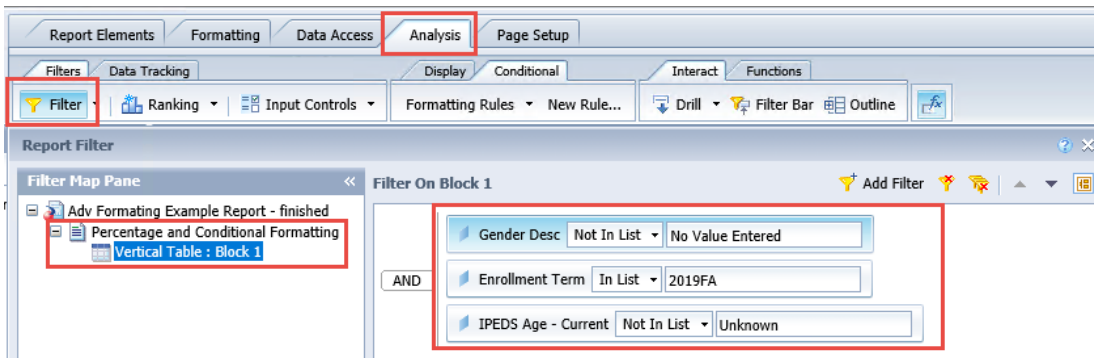 Report Elements Formatting Data Access Analysis Page Setup
Filters Data Tracking Display Conditional Interact Functions
Filter Ranking Input Controls Formatting Rules New Rule... Drill Filter Bar Outline fx
Report Filter
Filter Map Pane « Filter On Block 1 Add Filter
Adv Formating Example Report - finished
Percentage and Conditional Formatting
Vertical Table : Block 1
Gender Desc Not In List No Value Entered
AND Enrollment Term In List 2019FA
IPEDS Age - Current Not In List Unknown